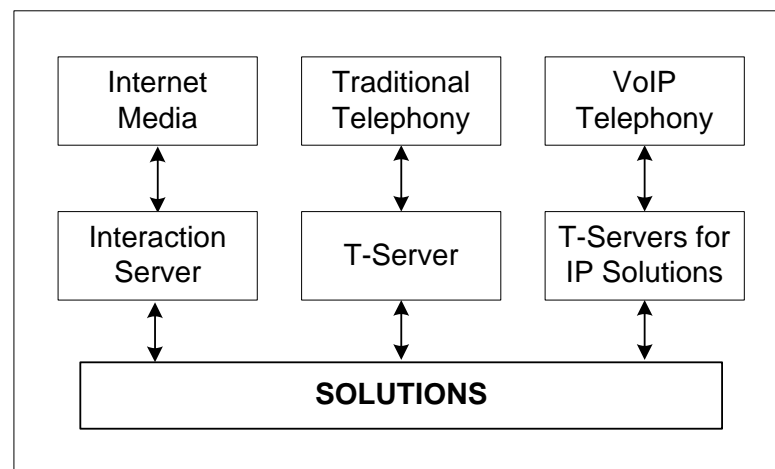 Internet
Media
Traditional
Telephony
VoIP
Telephony
Interaction
Server
T-Server
T-Servers for
IP Solutions
SOLUTIONS